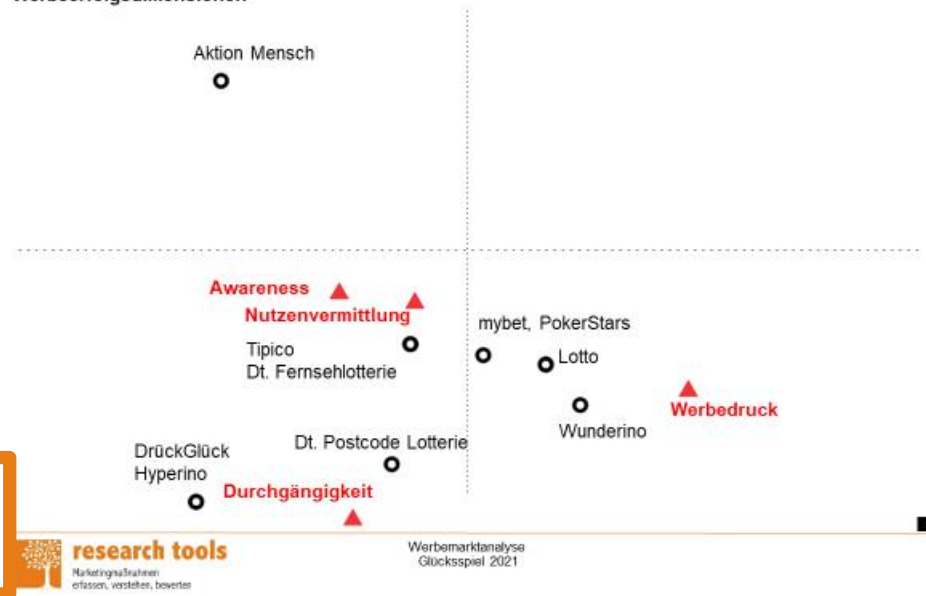 Aktion Mensch
Awareness
Nutzenvermittlung
mybet, PokerStars
Tipico
Dt. Fernsehlotterie
Lotto
Werbedruck
Wunderino
Dt. Postcode Lotterie
DrückGlück
Hyperino
Durchgängigkeit
research tools
Marketingmaßnahmen
erfassen, verstehen, bewerten
Werbemarktanalyse
Glücksspiel 2021